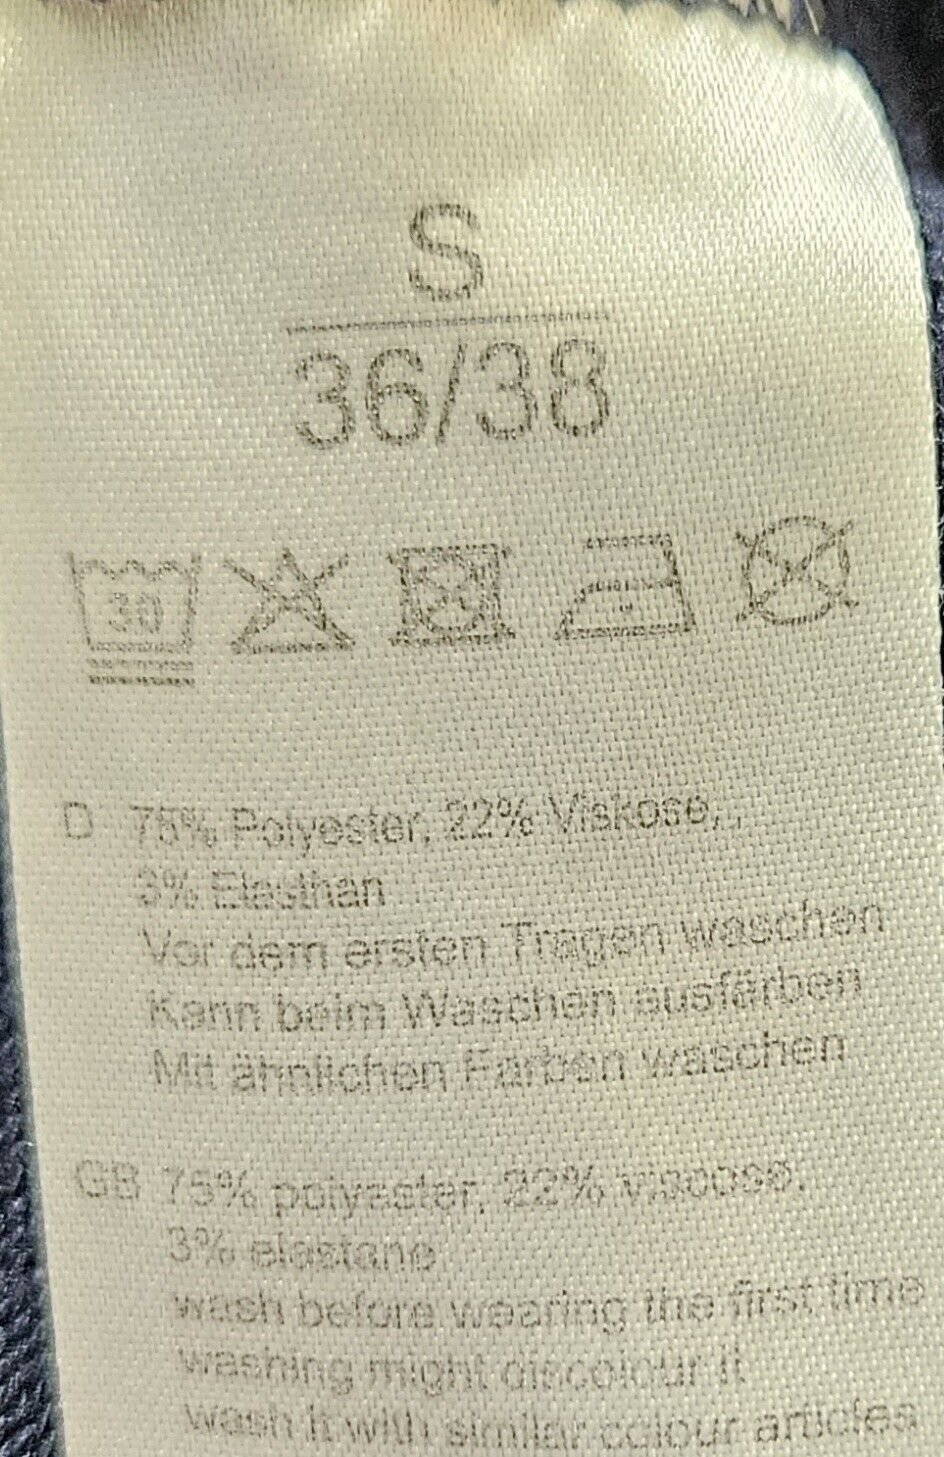 S
36/38
30
D 75% Polyester, 22% Viskose,
3% Elasthan
Vor dem ersten Tragen waschen
Kann beim Waschen ausfärben
Mit ähnlichen Farben waschen
GB 75% polyester, 22% viscose,
3% elastane
wash before wearing the first time
washing might discolour it
wash it with similar colour articles